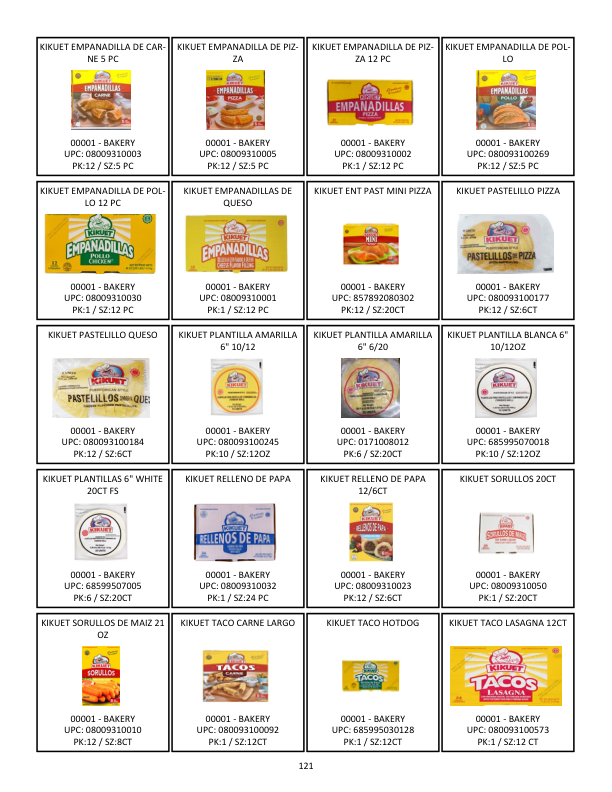 KIKUET EMPANADILLA DE CAR-
NE 5 PC
KIKUET
EMPANADILLAS
CARNE
00001 - BAKERY
UPC: 08009310003
PK:12 / SZ:5 PC
KIKUET EMPANADILLA DE PIZ-
ZA
KIKUET
EMPANADILLAS
PIZZA
00001 - BAKERY
UPC: 08009310005
PK:12 / SZ:5 PC
KIKUET EMPANADILLA DE PIZ-
ZA 12 PC
KIKUET
EMPANADILLAS
PIZZA
00001 - BAKERY
UPC: 08009310002
PK:1 / SZ:12 PC
KIKUET EMPANADILLA DE POL-
LO
KIKUET
EMPANADILLAS
POLLO
00001 - BAKERY
UPC: 080093100269
PK:12 / SZ:5 PC
KIKUET EMPANADILLA DE POL-
LO 12 PC
KIKUET
EMPANADILLAS
POLLO
CHICKEN
00001 - BAKERY
UPC: 08009310030
PK:1 / SZ:12 PC
KIKUET EMPANADILLAS DE
QUESO
KIKUET
EMPANADILLAS
CHEESE FLAVOR FILLING
00001 - BAKERY
UPC: 08009310001
PK:1 / SZ:12 PC
KIKUET ENT PAST MINI PIZZA
MINI
00001 - BAKERY
UPC: 857892080302
PK:12 / SZ:20CT
KIKUET PASTELILLO PIZZA
KIKUET
PASTELILLOS DE PIZZA
00001 - BAKERY
UPC: 080093100177
PK:12 / SZ:6CT
KIKUET PASTELILLO QUESO
KIKUET
PASTELILLOS
00001 - BAKERY
UPC: 080093100184
PK:12 / SZ:6CT
KIKUET PLANTILLA AMARILLA
6" 10/12
KIKUET
00001 - BAKERY
UPC: 080093100245
PK:10 / SZ:12OZ
KIKUET PLANTILLA AMARILLA
6" 6/20
KIKUET
00001 - BAKERY
UPC: 0171008012
PK:6 / SZ:20CT
KIKUET PLANTILLA BLANCA 6"
10/12OZ
KIKUET
00001 - BAKERY
UPC: 685995070018
PK:10 / SZ:12OZ
KIKUET PLANTILLAS 6" WHITE
20CT FS
KIKUET
00001 - BAKERY
UPC: 68599507005
PK:6 / SZ:20CT
KIKUET RELLENO DE PAPA
KIKUET
RELLENOS DE PAPA
00001 - BAKERY
UPC: 08009310032
PK:1 / SZ:24 PC
KIKUET RELLENO DE PAPA
12/6CT
KIKUET
RELLENOS DE PAPA
00001 - BAKERY
UPC: 08009310023
PK:12 / SZ:6CT
KIKUET SORULLOS 20CT
SORULLOS DE MAIZ
00001 - BAKERY
UPC: 08009310050
PK:1 / SZ:20CT
KIKUET SORULLOS DE MAIZ 21
OZ
KIKUET
SORULLOS
00001 - BAKERY
UPC: 08009310010
PK:12 / SZ:8CT
KIKUET TACO CARNE LARGO
KIKUET
TACOS
CARNE
00001 - BAKERY
UPC: 080093100092
PK:1 / SZ:12CT
KIKUET TACO HOTDOG
TACOS
00001 - BAKERY
UPC: 685995030128
PK:1 / SZ:12CT
KIKUET TACO LASAGNA 12CT
KIKUET
TACOS
LASAGNA
00001 - BAKERY
UPC: 080093100573
PK:1 / SZ:12 CT
121